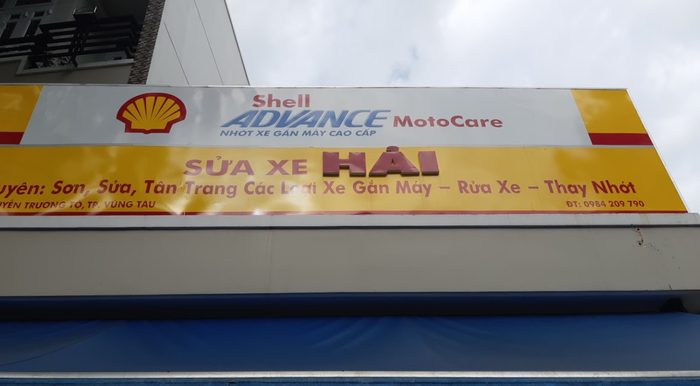 Shell
ADVANCE MotoCare
NHỚT XE GẮN MÁY CAO CẤP
SỬA XE HẢI
uyên: Sơn, Sửa, Tân Trang Các Loại Xe Gắn Máy – Rửa Xe – Thay Nhớt
UYỄN TRƯỜNG TỘ, TP. VŨNG TÀU
ĐT: 0984 209 790